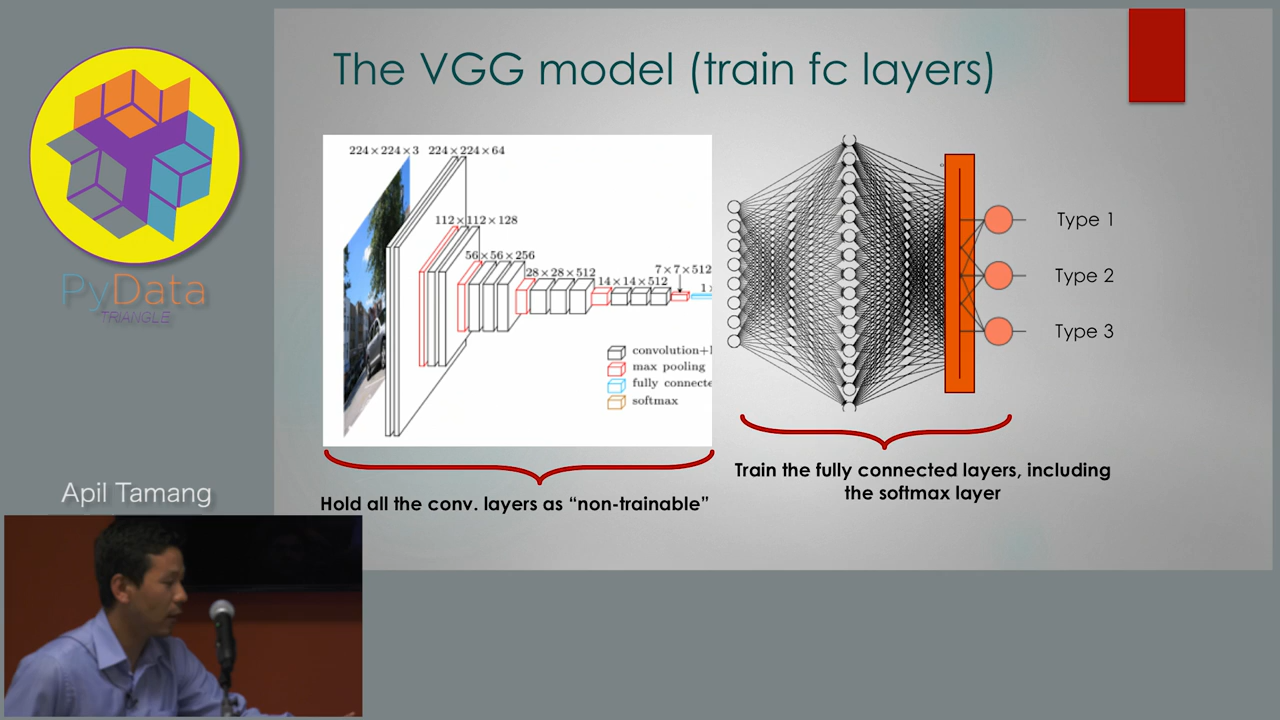 The VGG model (train fc layers)
224×224×3 224×224×64
112×112×128
56×56×256
28×28×512
14×14×512
7×7×512
convolution+
max pooling
fully connecte
softmax
Type 1
Type 2
Type 3
Hold all the conv. layers as “non-trainable”
Train the fully connected layers, including
the softmax layer
PyData
TRIANGLE
Apil Tamang